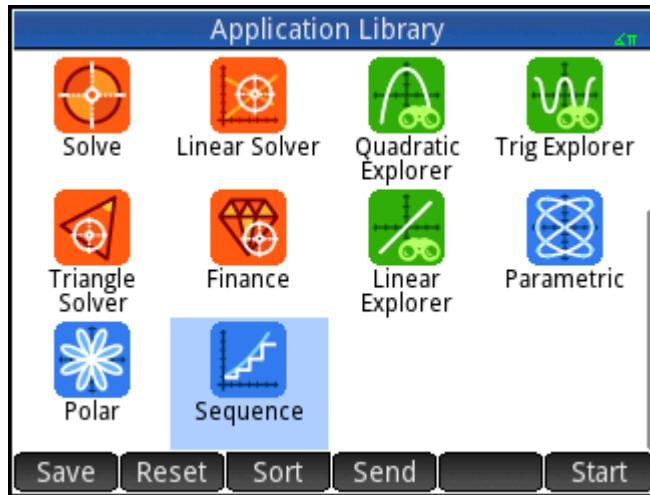 Application Library
∡π
Solve
Linear Solver
Quadratic
Explorer
Trig Explorer
Triangle
Solver
Finance
Linear
Explorer
Parametric
Polar
Sequence
Save
Reset
Sort
Send
Start